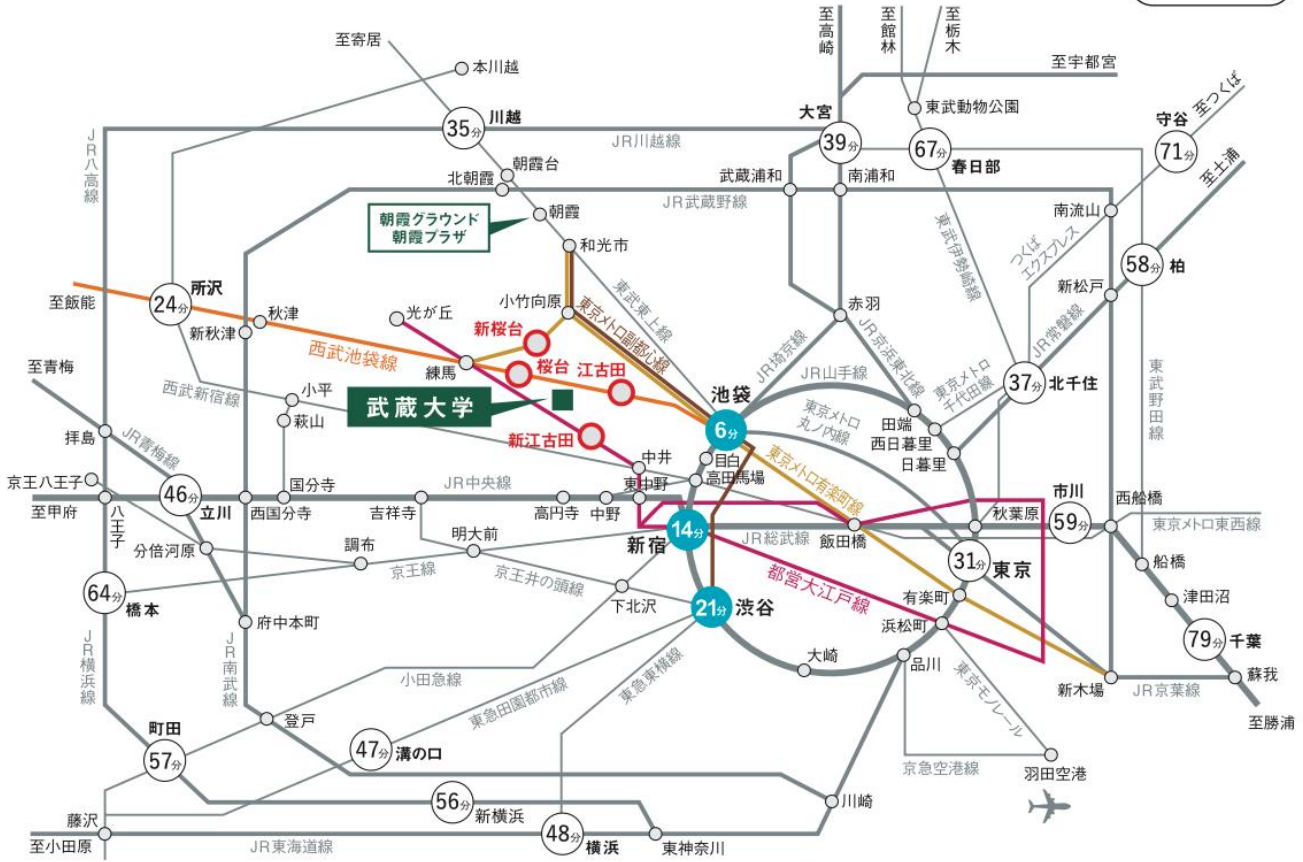 至寄居
本川越
至高崎
至館林
至栃木
至宇都宮
東武動物公園
至つくば
守谷
71分
35分
川越
JR川越線
大宮
39分
67分
春日部
至土浦
JR八高線
朝霞台
北朝霞
武蔵浦和
南浦和
JR武蔵野線
朝霞グラウンド
朝霞プラザ
朝霞
和光市
南流山
つくば
エクスプレス
東武伊勢崎線
58分
柏
新松戸
所沢
24分
至飯能
秋津
新秋津
光が丘
小竹向原
新桜台
東京メトロ副都心線
東武東上線
赤羽
JR埼京線
JR京浜東北線
JR常磐線
西武池袋線
練馬
桜台
江古田
JR山手線
東京メトロ
千代田線
37分
北千住
東武野田線
至青梅
西武新宿線
小平
萩山
武蔵大学
池袋
6分
東京メトロ
丸ノ内線
田端
西日暮里
日暮里
新江古田
拝島
JR青梅線
中井
目白
高田馬場
東京メトロ有楽町線
京王八王子
46分
立川
国分寺
JR中央線
東中野
至甲府
八王子
西国分寺
吉祥寺
高円寺
中野
秋葉原
市川
59分
西船橋
東京メトロ東西線
新宿
14分
JR総武線
飯田橋
分倍河原
調布
明大前
京王線
京王井の頭線
31分
東京
船橋
64分
橋本
下北沢
21分
渋谷
都営大江戸線
有楽町
浜松町
津田沼
79分
千葉
府中本町
JR横浜線
JR南武線
小田急線
東急田園都市線
東急東横線
大崎
品川
東京モノレール
新木場
JR京葉線
蘇我
至勝浦
登戸
町田
57分
47分
溝の口
京急空港線
羽田空港
56分
新横浜
川崎
藤沢
至小田原
JR東海道線
48分
横浜
東神奈川